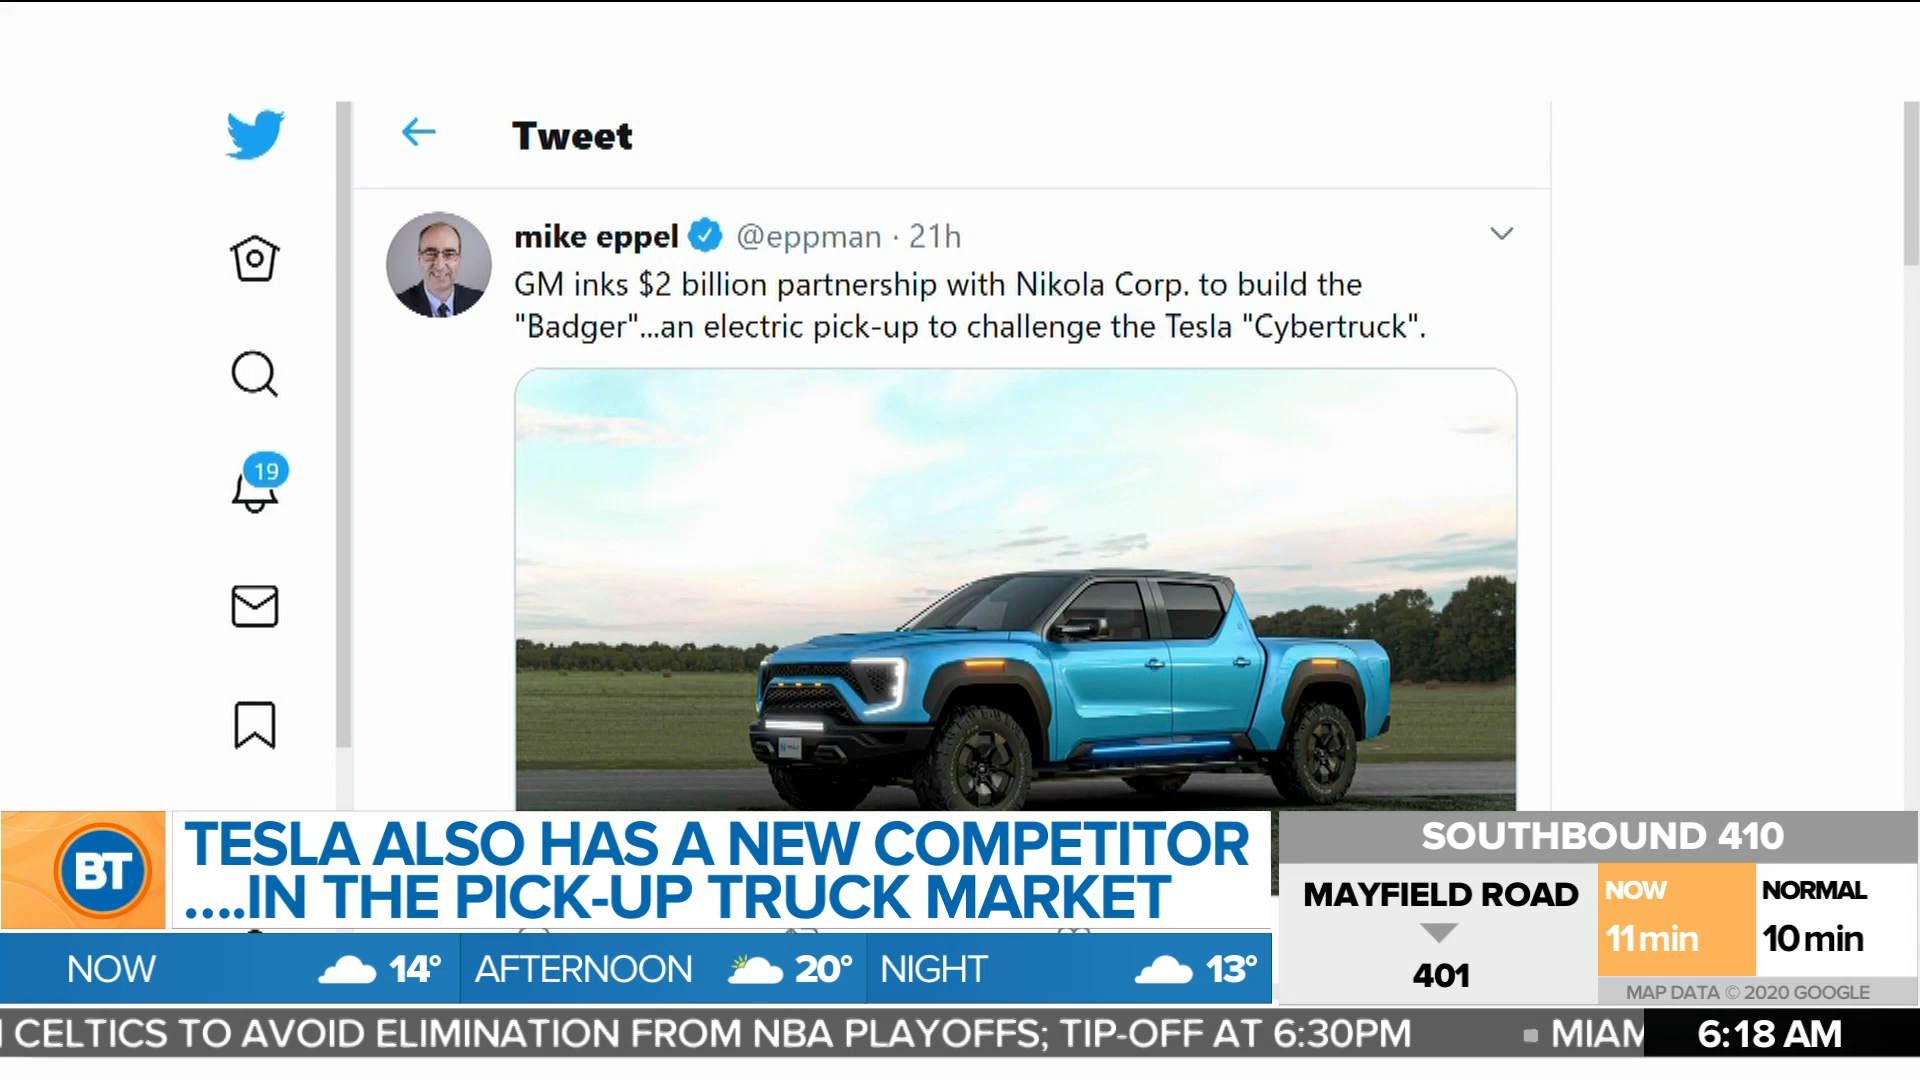 Tweet
mike eppel @eppman · 21h
GM inks $2 billion partnership with Nikola Corp. to build the
"Badger"...an electric pick-up to challenge the Tesla "Cybertruck".
19
BT
TESLA ALSO HAS A NEW COMPETITOR
....IN THE PICK-UP TRUCK MARKET
SOUTHBOUND 410
MAYFIELD ROAD
401
NOW
11 min
NORMAL
10 min
MAP DATA © 2020 GOOGLE
NOW 14° AFTERNOON 20° NIGHT 13°
CELTICS TO AVOID ELIMINATION FROM NBA PLAYOFFS; TIP-OFF AT 6:30PM ▪ MIAM
6:18 AM